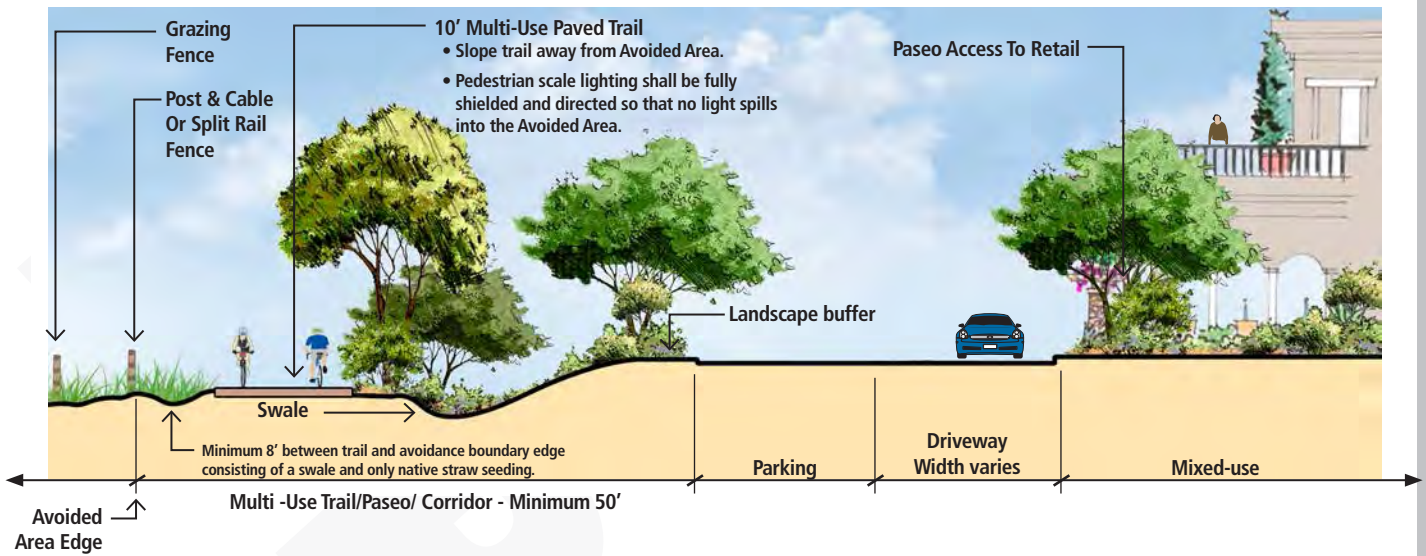 Grazing
Fence
10' Multi-Use Paved Trail
• Slope trail away from Avoided Area.
• Pedestrian scale lighting shall be fully
shielded and directed so that no light spills
into the Avoided Area.
Paseo Access To Retail
Post & Cable
Or Split Rail
Fence
Landscape buffer
Swale
Minimum 8' between trail and avoidance boundary edge
consisting of a swale and only native straw seeding.
Parking
Driveway
Width varies
Mixed-use
Multi -Use Trail/Paseo/ Corridor - Minimum 50'
Avoided
Area Edge